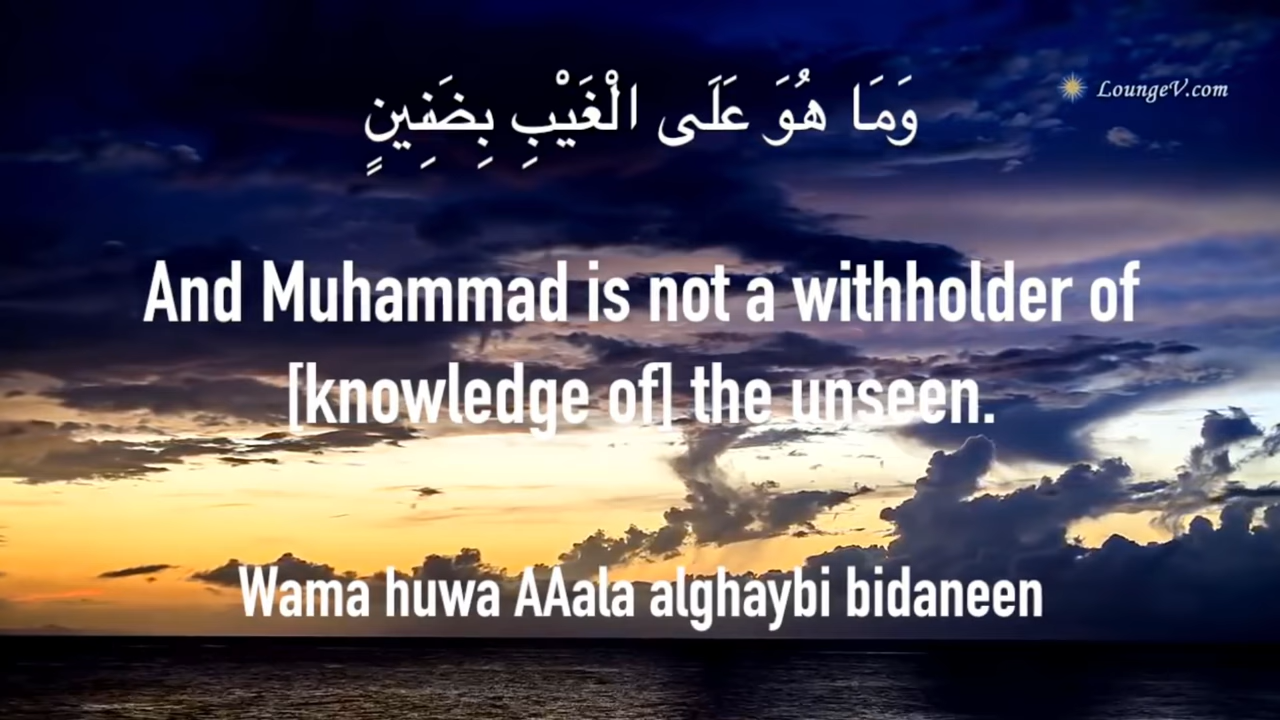 وَمَا هُوَ عَلَى الْغَيْبِ بِضَنِينٍ
LoungeV.com
And Muhammad is not a withholder of
[knowledge of] the unseen.
Wama huwa AAala alghaybi bidaneen